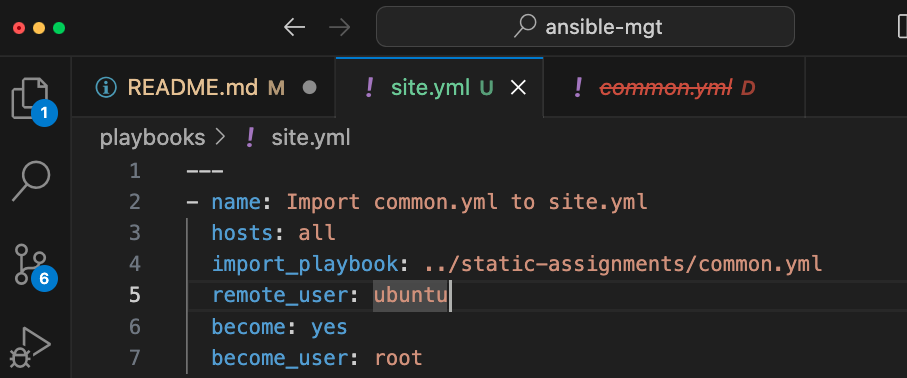 ansible-mgt
README.md M
site.yml U
common.yml D
playbooks > ! site.yml
1 ---
2 - name: Import common.yml to site.yml
3 hosts: all
4 import_playbook: ../static-assignments/common.yml
5 remote_user: ubuntu
6 become: yes
7 become_user: root
1
6